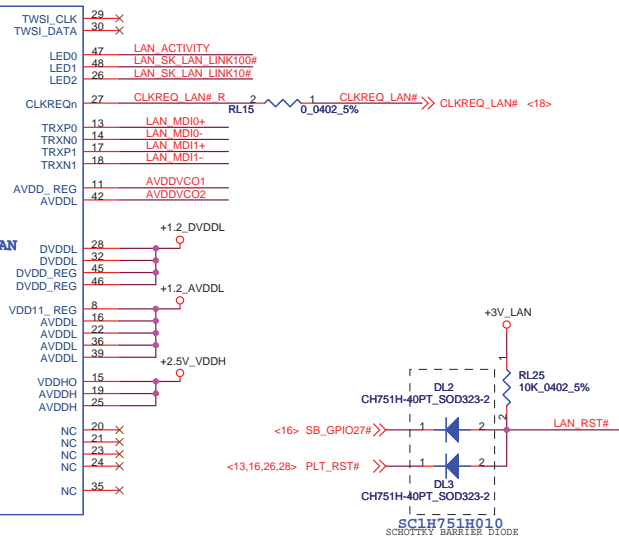 TWSI_CLK 29
TWSI_DATA 30
LED0 47 LAN_ACTIVITY
LED1 48 LAN_SK_LAN_LINK100#
LED2 26 LAN_SK_LAN_LINK10#
CLKREQn 27 CLKREQ_LAN#_R 2 1 CLKREQ_LAN# CLKREQ_LAN# <18>
RL15 0_0402_5%
TRXP0 13 LAN_MDI0+
TRXN0 14 LAN_MDI0-
TRXP1 17 LAN_MDI1+
TRXN1 18 LAN_MDI1-
AVDD_REG 11 AVDDVCO1
AVDDL 42 AVDDVCO2
+1.2_DVDDL
AN
DVDDL 28
DVDDL 32
DVDD_REG 45
DVDD_REG 46
+1.2_AVDDL
VDD11_REG 8
AVDDL 16
AVDDL 22
AVDDL 36
AVDDL 39
+2.5V_VDDH
VDDHO 15
AVDDH 19
AVDDH 25
NC 20
NC 21
NC 23
NC 24
NC 35
+3V_LAN
1
RL25
10K_0402_5%
2
DL2
CH751H-40PT_SOD323-2
<16> SB_GPIO27# 1 2 LAN_RST#
<13,16,26,28> PLT_RST# 1 2
DL3
CH751H-40PT_SOD323-2
SC1H751H010
SCHOTTKY BARRIER DIODE